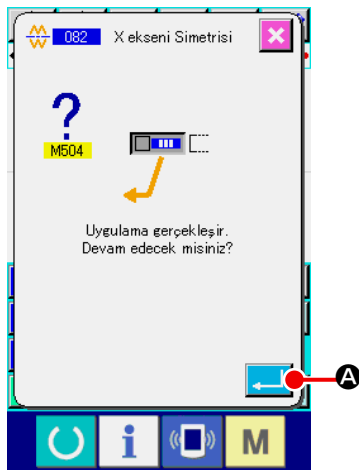 082 X ekseni Simetrisi
?
M504
Uygulama gerçekleşir.
Devam edecek misiniz?
A
i M